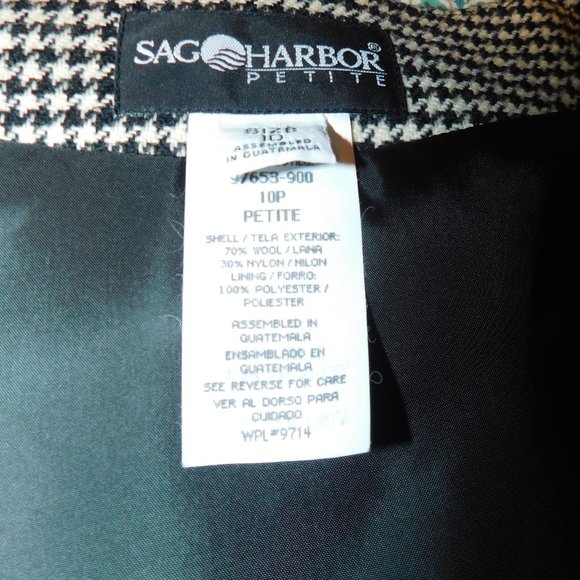 SAG HARBOR®
PETITE
SIZE
10
ASSEMBLED
IN GUATEMALA
97653-900
10P
PETITE
SHELL / TELA EXTERIOR:
70% WOOL / LANA
30% NYLON / NILON
LINING / FORRO:
100% POLYESTER /
POLIESTER
ASSEMBLED IN
GUATEMALA
ENSAMBLADO EN
GUATEMALA
SEE REVERSE FOR CARE
VER AL DORSO PARA
CUIDADO
WPL#9714